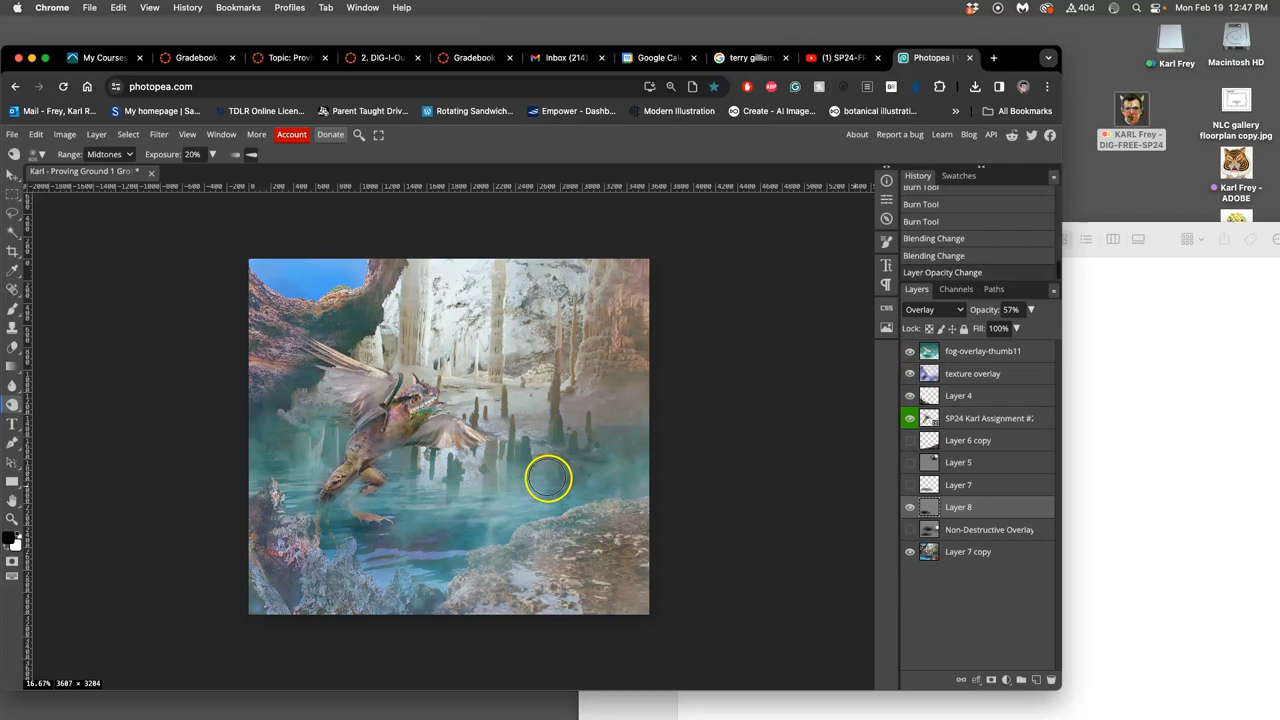 Chrome File Edit View History Bookmarks Profiles Tab Window Help
40d
Mon Feb 19 12:47 PM
My Courses
Gradebook
Topic: Provi
2. DIG-I-Ou
Gradebook
Inbox (214)
Google Cal
terry gilliam
(1) SP24-F
Photopea |
photopea.com
Mail - Frey, Karl R...
My homepage | Sa...
TDLR Online Licen...
Parent Taught Driv...
Rotating Sandwich...
Empower - Dashb...
Modern Illustration
Create - AI Image...
botanical illustrati...
All Bookmarks
File Edit Image Layer Select Filter View Window More Account Donate
About Report a bug Learn Blog API
Range: Midtones Exposure: 20%
Karl - Proving Ground 1 Gro *
History Swatches
Burn Tool
Burn Tool
Burn Tool
Blending Change
Blending Change
Layer Opacity Change
Layers Channels Paths
Overlay Opacity: 57%
Lock: Fill: 100%
fog-overlay-thumb11
texture overlay
Layer 4
SP24 Karl Assignment #2
Layer 6 copy
Layer 5
Layer 7
Layer 8
Non-Destructive Overlay
Layer 7 copy
CSS
eff
16.67% 3607 × 3204
Karl Frey
Macintosh HD
KARL Frey -
DIG-FREE-SP24
NLC gallery
floorplan copy.jpg
Karl Frey -
ADOBE